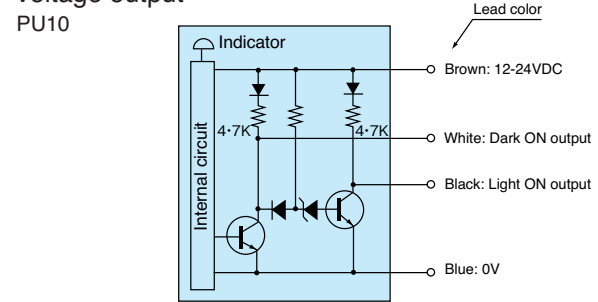 Voltage output
PU10
Lead color
Indicator
Brown: 12-24VDC
4・7K
4・7K
White: Dark ON output
Internal circuit
Black: Light ON output
Blue: 0V